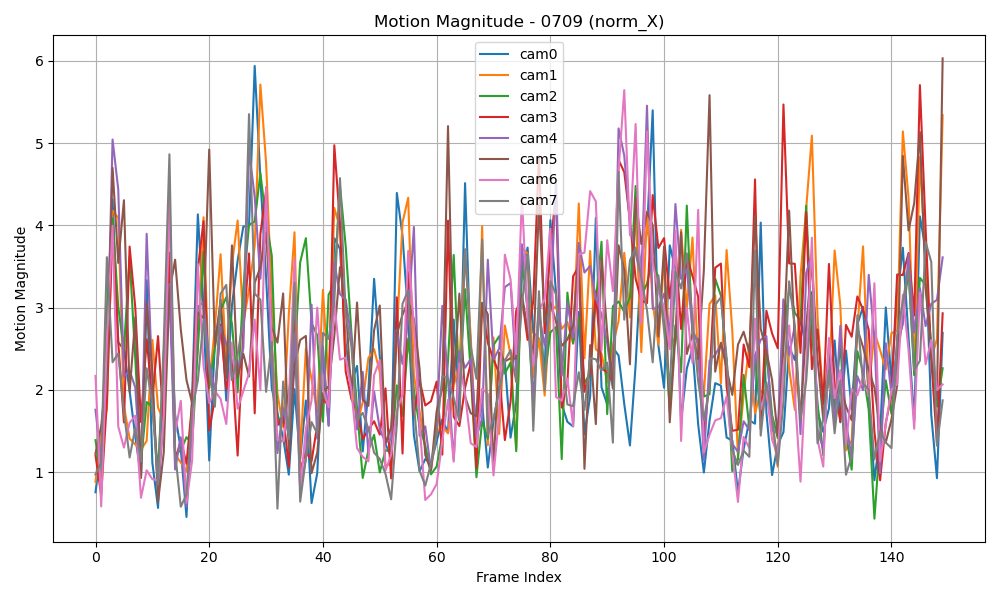 Motion Magnitude - 0709 (norm_X)
Motion Magnitude
6
5
4
3
2
1
cam0
cam1
cam2
cam3
cam4
cam5
cam6
cam7
0 20 40 60 80 100 120 140
Frame Index